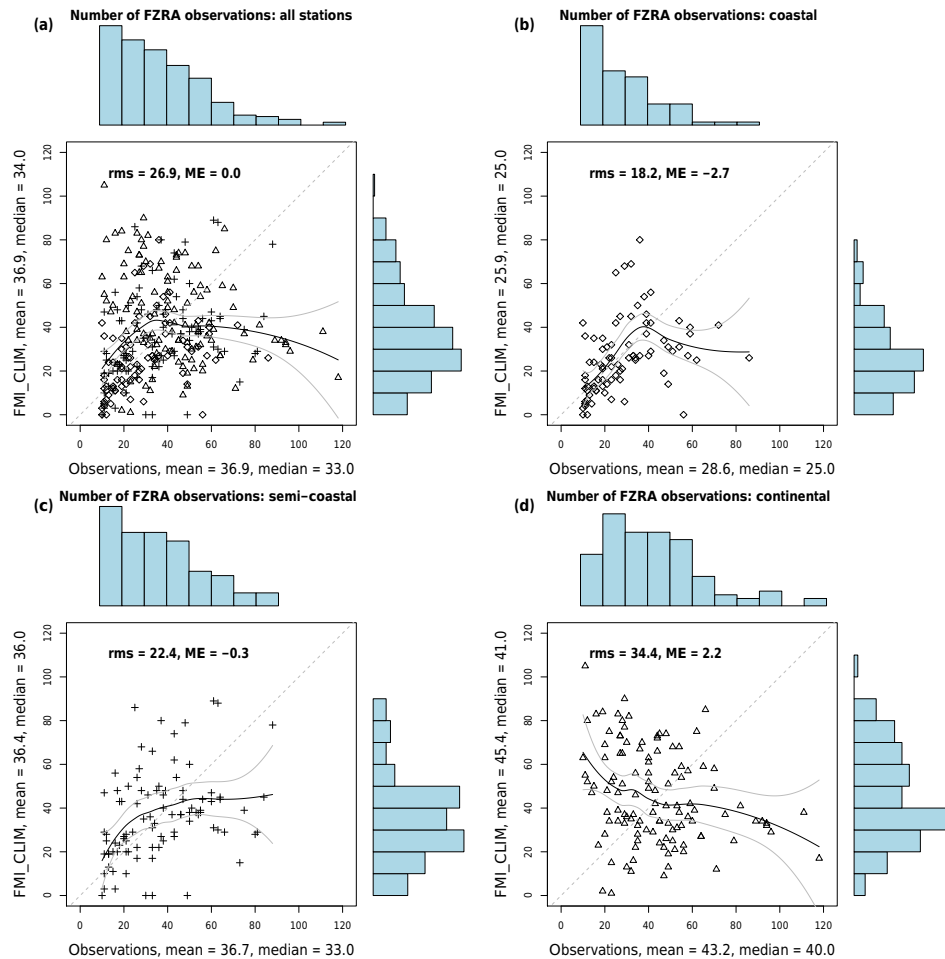 (a) Number of FZRA observations: all stations
rms = 26.9, ME = 0.0
FMI_CLIM, mean = 36.9, median = 34.0
0 20 40 60 80 100 120
0 20 40 60 80 100 120
Observations, mean = 36.9, median = 33.0
(b) Number of FZRA observations: coastal
rms = 18.2, ME = −2.7
FMI_CLIM, mean = 25.9, median = 25.0
0 20 40 60 80 100 120
0 20 40 60 80 100 120
Observations, mean = 28.6, median = 25.0
(c) Number of FZRA observations: semi−coastal
rms = 22.4, ME = −0.3
FMI_CLIM, mean = 36.4, median = 36.0
0 20 40 60 80 100 120
0 20 40 60 80 100 120
Observations, mean = 36.7, median = 33.0
(d) Number of FZRA observations: continental
rms = 34.4, ME = 2.2
FMI_CLIM, mean = 45.4, median = 41.0
0 20 40 60 80 100 120
0 20 40 60 80 100 120
Observations, mean = 43.2, median = 40.0